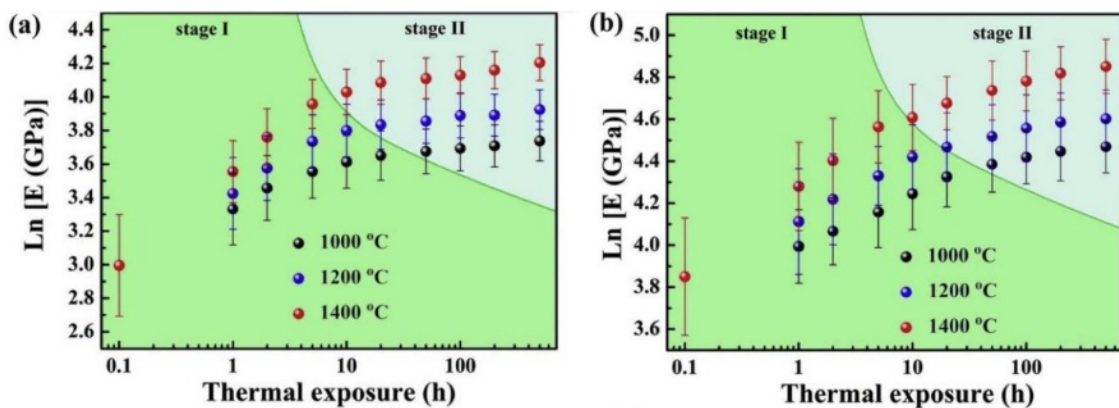 (a)
stage I
stage II
4.4
4.2
4.0
3.8
3.6
3.4
3.2
3.0
2.8
2.6
Ln [E (GPa)]
1000 °C
1200 °C
1400 °C
0.1
1
10
100
Thermal exposure (h)
(b)
stage I
stage II
5.0
4.8
4.6
4.4
4.2
4.0
3.8
3.6
Ln [E (GPa)]
1000 °C
1200 °C
1400 °C
0.1
1
10
100
Thermal exposure (h)